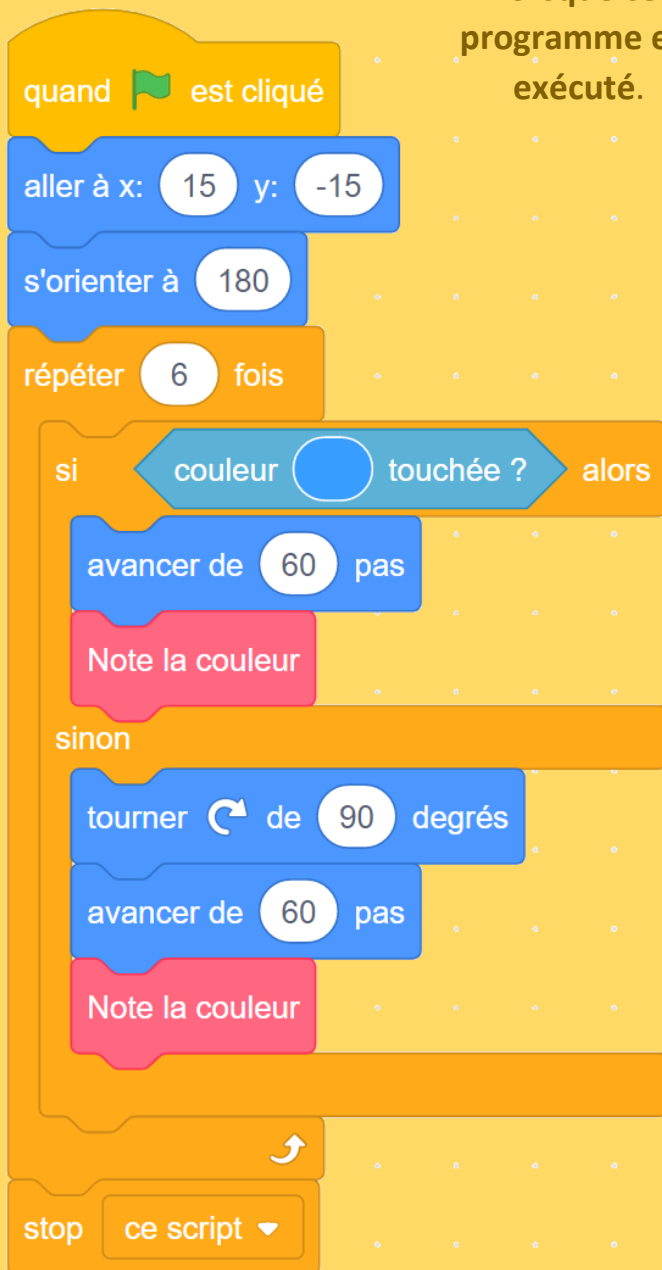 programme e
exécuté.
quand est cliqué
aller à x: 15 y: -15
s'orienter à 180
répéter 6 fois
si couleur touchée ? alors
avancer de 60 pas
Note la couleur
sinon
tourner de 90 degrés
avancer de 60 pas
Note la couleur
stop ce script